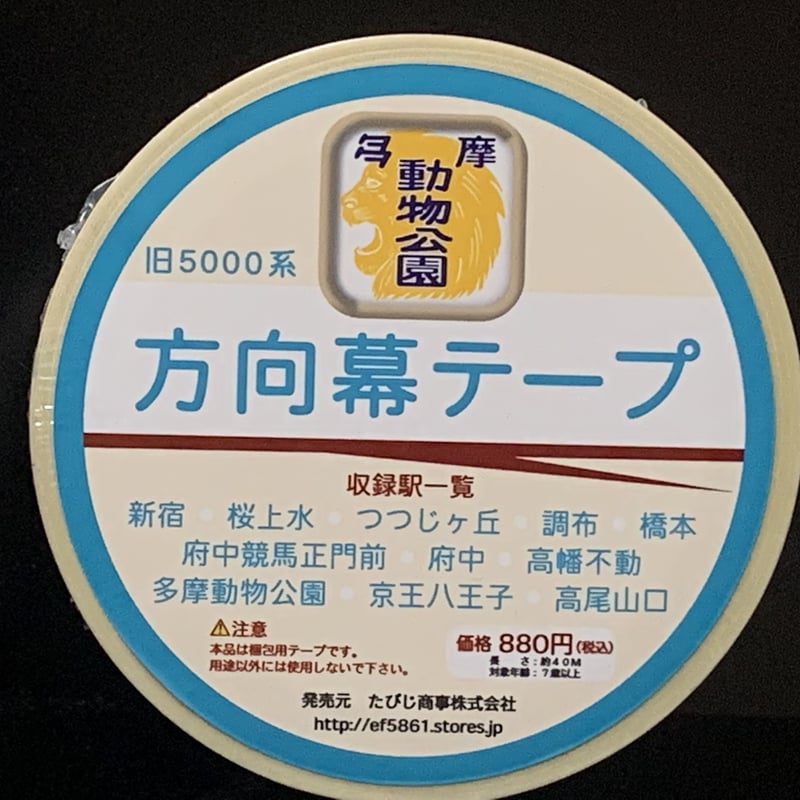 多摩
動物公園
旧5000系
方向幕テープ
収録駅一覧
新宿 桜上水 つつじヶ丘 調布 橋本
府中競馬正門前 府中 高幡不動
多摩動物公園 京王八王子 高尾山口
⚠注意
本品は梱包用テープです。
用途以外には使用しないで下さい。
価格 880円(税込)
長 さ:約40M
対象年齢:7歳以上
発売元 たびじ商事株式会社
http://ef5861.stores.jp